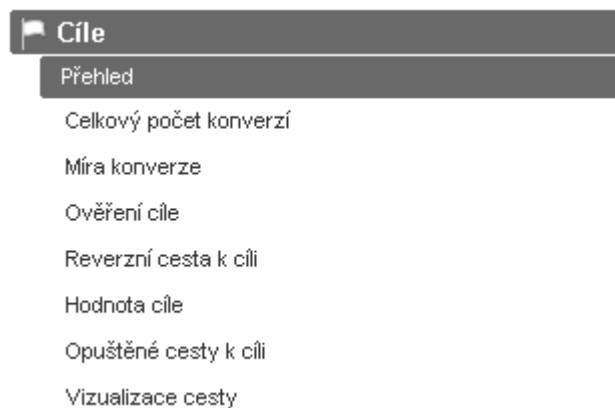 Cíle
Přehled
Celkový počet konverzí
Míra konverze
Ověření cíle
Reverzní cesta k cíli
Hodnota cíle
Opuštěné cesty k cíli
Vizualizace cesty